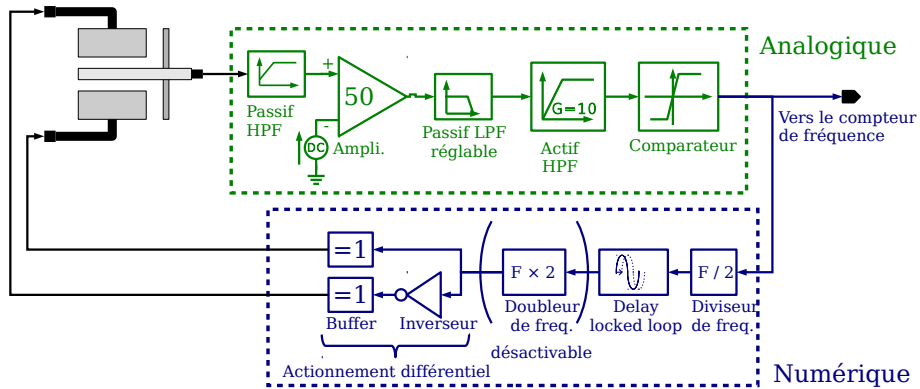 Analogique
Passif
HPF
+
50
-
DC
Ampli.
Passif LPF
réglable
G=10
Actif
HPF
Comparateur
Vers le compteur
de fréquence
=1
=1
Buffer
Inverseur
F × 2
Doubleur
de freq.
désactivable
Delay
locked loop
F / 2
Diviseur
de freq.
Actionnement différentiel
Numérique